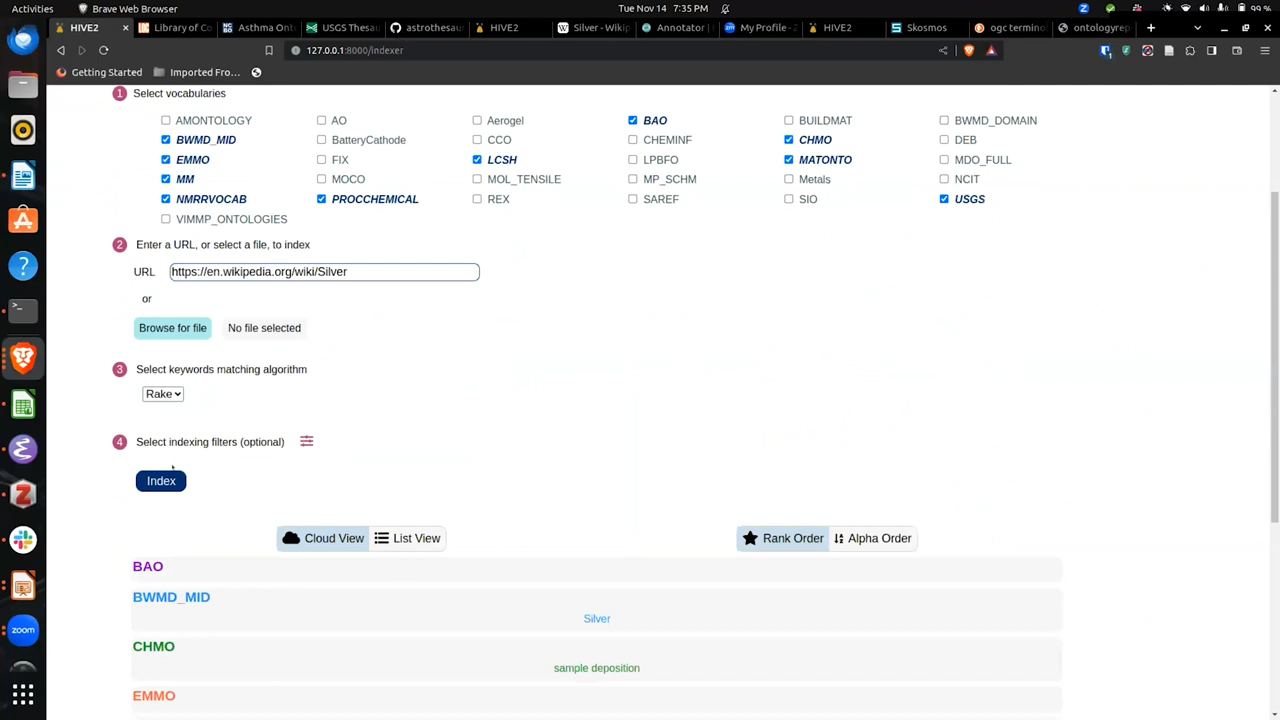 Activities
Brave Web Browser
Tue Nov 14 7:35 PM
99 %
HIVE2
Library of Co
Asthma Onto
USGS Thesau
astrothesau
HIVE2
Silver - Wikip
Annotator |
My Profile - Z
HIVE2
Skosmos
ogc termino
ontologyrep
127.0.0.1:8000/indexer
Getting Started
Imported Fro...
1 Select vocabularies
AMONTOLOGY AO Aerogel BAO BUILDMAT BWMD_DOMAIN
BWMD_MID BatteryCathode CCO CHEMINF CHMO DEB
EMMO FIX LCSH LPBFO MATONTO MDO_FULL
MM MOCO MOL_TENSILE MP_SCHM Metals NCIT
NMRRVOCAB PROCCHEMICAL REX SAREF SIO USGS
VIMMP_ONTOLOGIES
2 Enter a URL, or select a file, to index
URL https://en.wikipedia.org/wiki/Silver
or
Browse for file No file selected
3 Select keywords matching algorithm
Rake
4 Select indexing filters (optional)
Index
Cloud View List View Rank Order Alpha Order
BAO
BWMD_MID
Silver
CHMO
sample deposition
EMMO
zoom